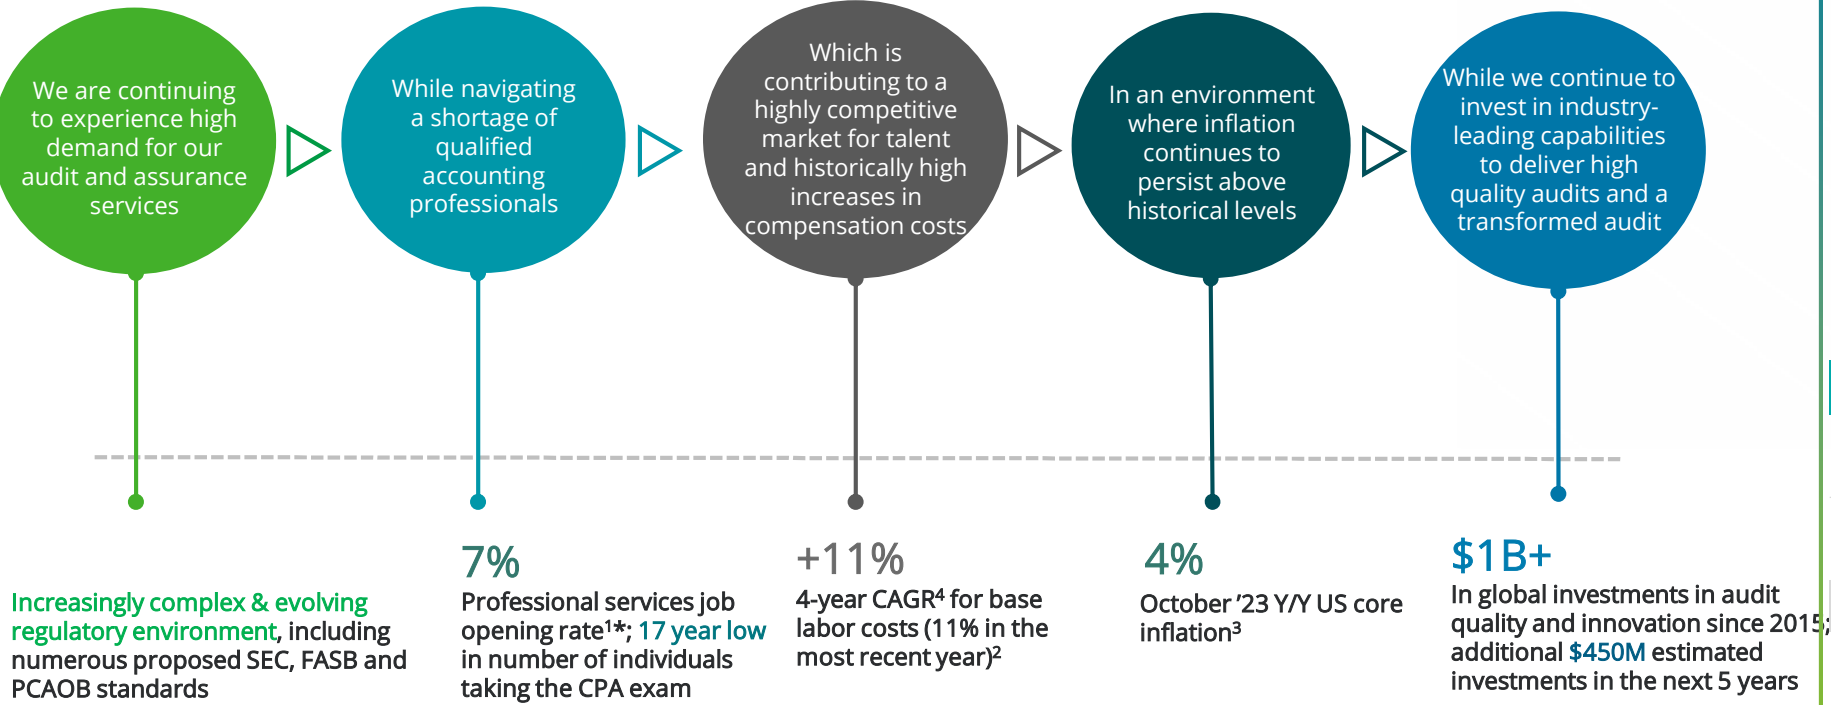 We are continuing
to experience high
demand for our
audit and assurance
services
While navigating
a shortage of
qualified
accounting
professionals
Which is
contributing to a
highly competitive
market for talent
and historically high
increases in
compensation costs
In an environment
where inflation
continues to
persist above
historical levels
While we continue to
invest in industry-
leading capabilities
to deliver high
quality audits and a
transformed audit
Increasingly complex & evolving
regulatory environment, including
numerous proposed SEC, FASB and
PCAOB standards
7%
Professional services job
opening rate¹*; 17 year low
in number of individuals
taking the CPA exam
+11%
4-year CAGR⁴ for base
labor costs (11% in the
most recent year)²
4%
October ’23 Y/Y US core
inflation³
$1B+
In global investments in audit
quality and innovation since 2015;
additional $450M estimated
investments in the next 5 years